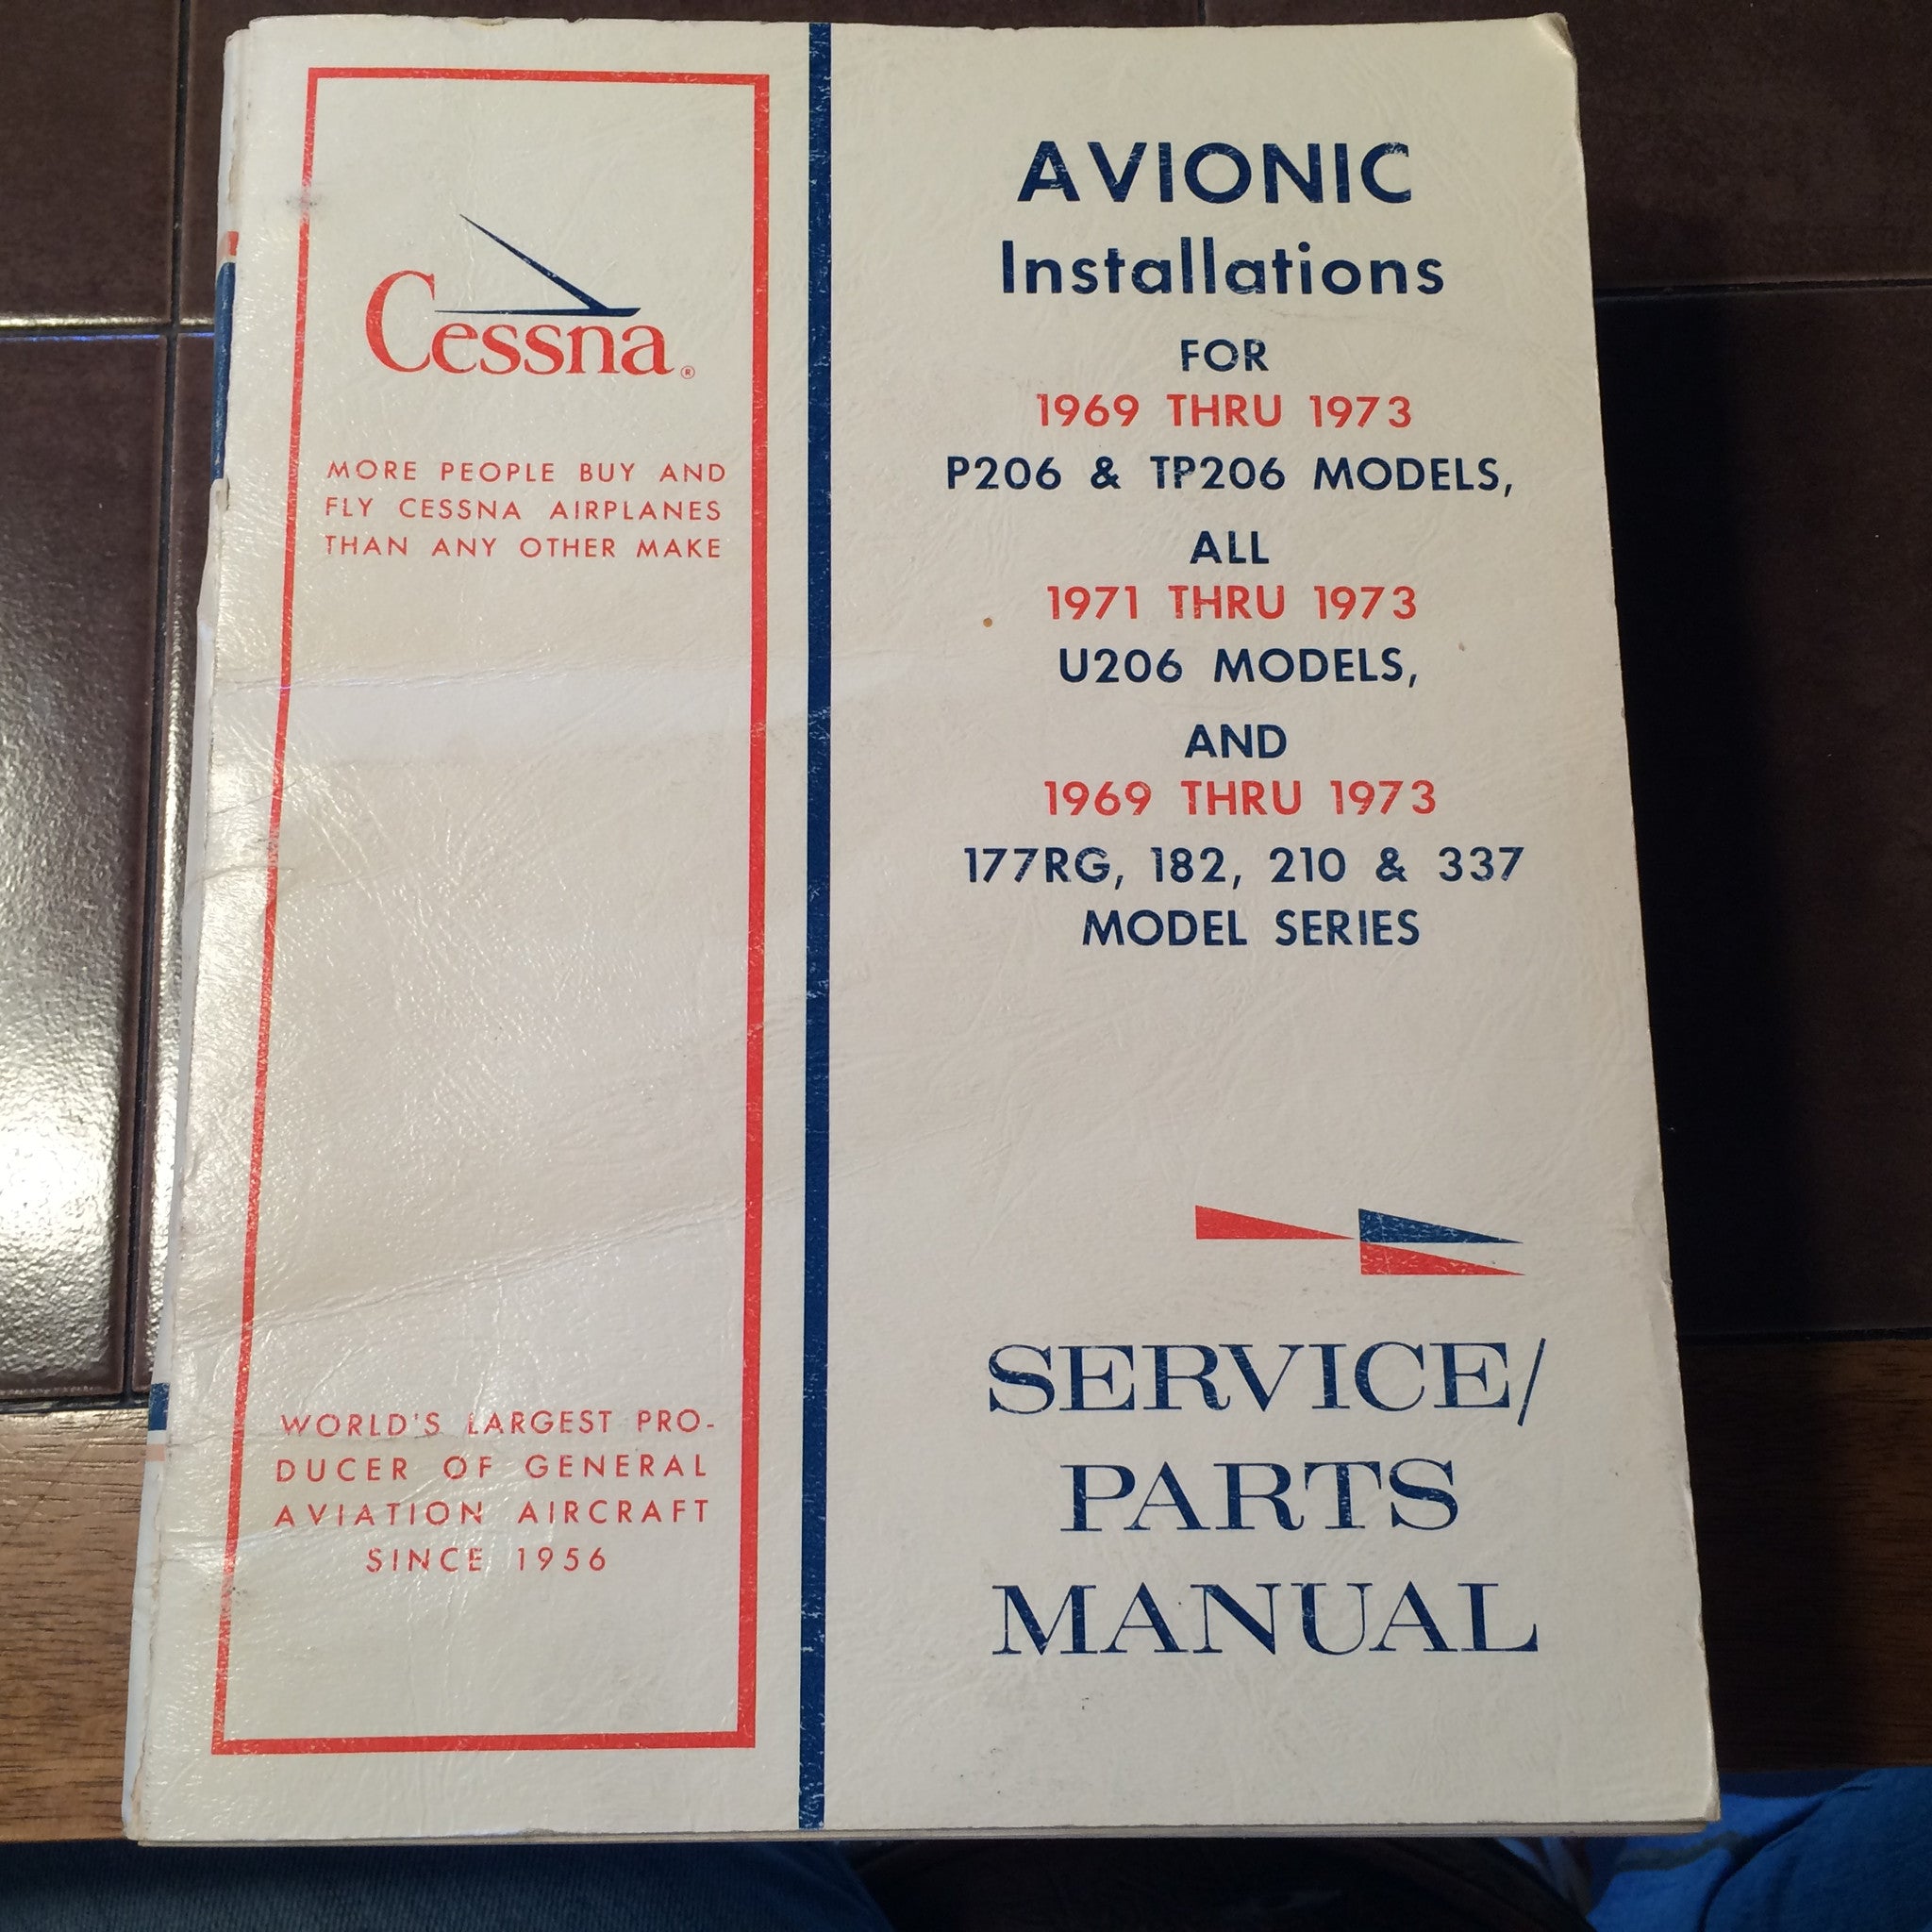 Cessna®
MORE PEOPLE BUY AND
FLY CESSNA AIRPLANES
THAN ANY OTHER MAKE
WORLD'S LARGEST PRO-
DUCER OF GENERAL
AVIATION AIRCRAFT
SINCE 1956
AVIONIC
Installations
FOR
1969 THRU 1973
P206 & TP206 MODELS,
ALL
1971 THRU 1973
U206 MODELS,
AND
1969 THRU 1973
177RG, 182, 210 & 337
MODEL SERIES
SERVICE/
PARTS
MANUAL